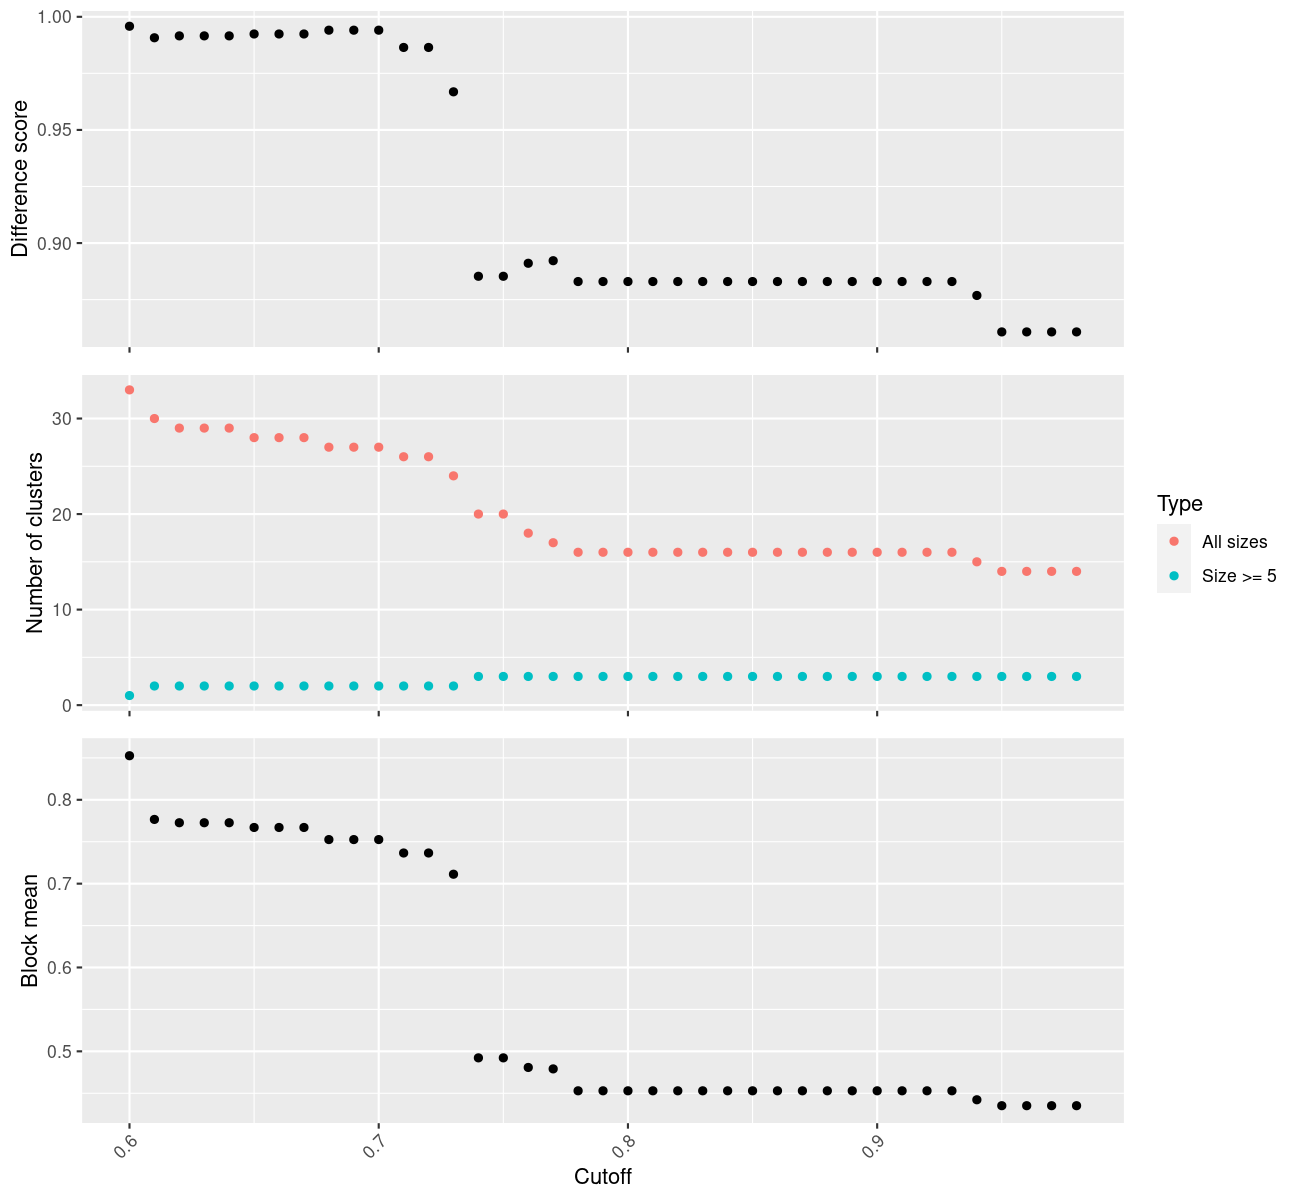 1.00
0.95
0.90
Difference score
30
20
10
0
Number of clusters
Type
All sizes
Size >= 5
0.8
0.7
0.6
0.5
Block mean
0.6
0.7
0.8
0.9
Cutoff